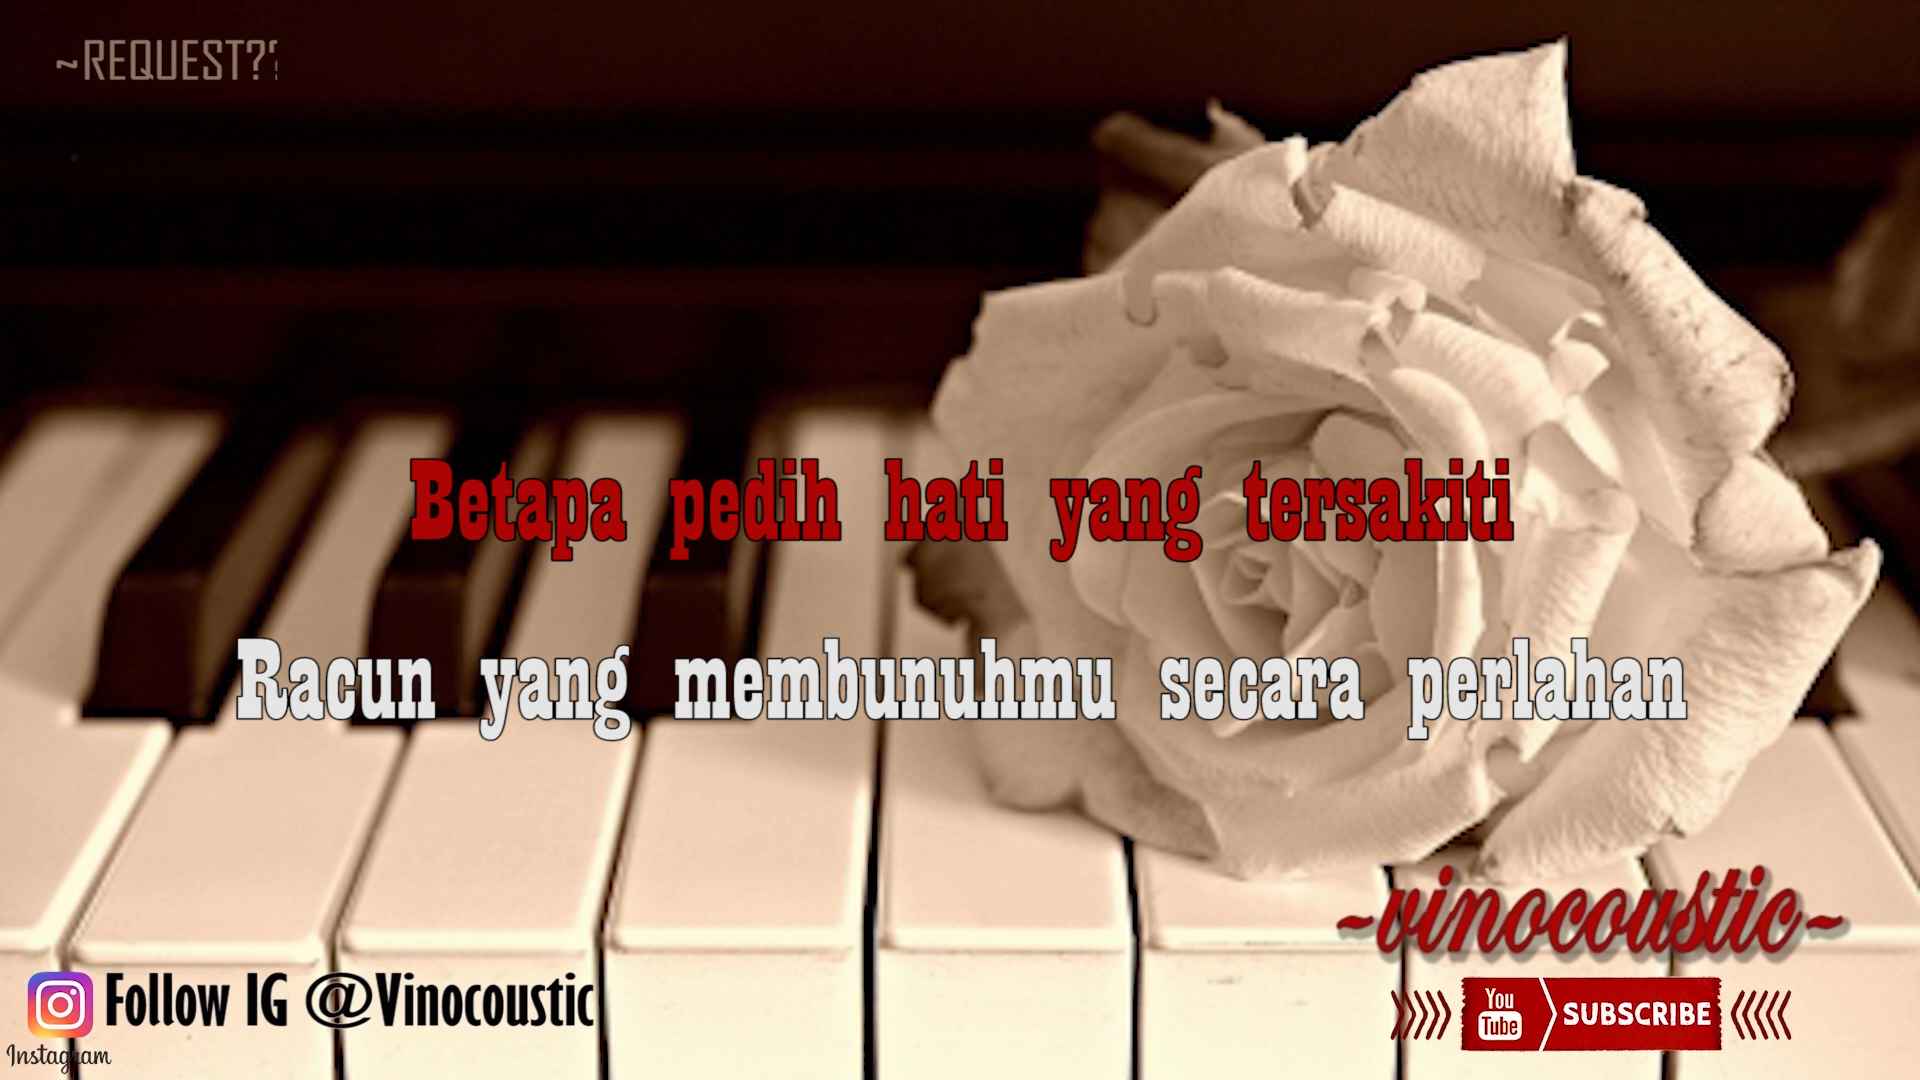 ~REQUEST??
Betapa pedih hati yang tersakiti
Racun yang membunuhmu secara perlahan
~vinocoustic~
Follow IG @Vinocoustic
You
Tube
SUBSCRIBE
Instagram